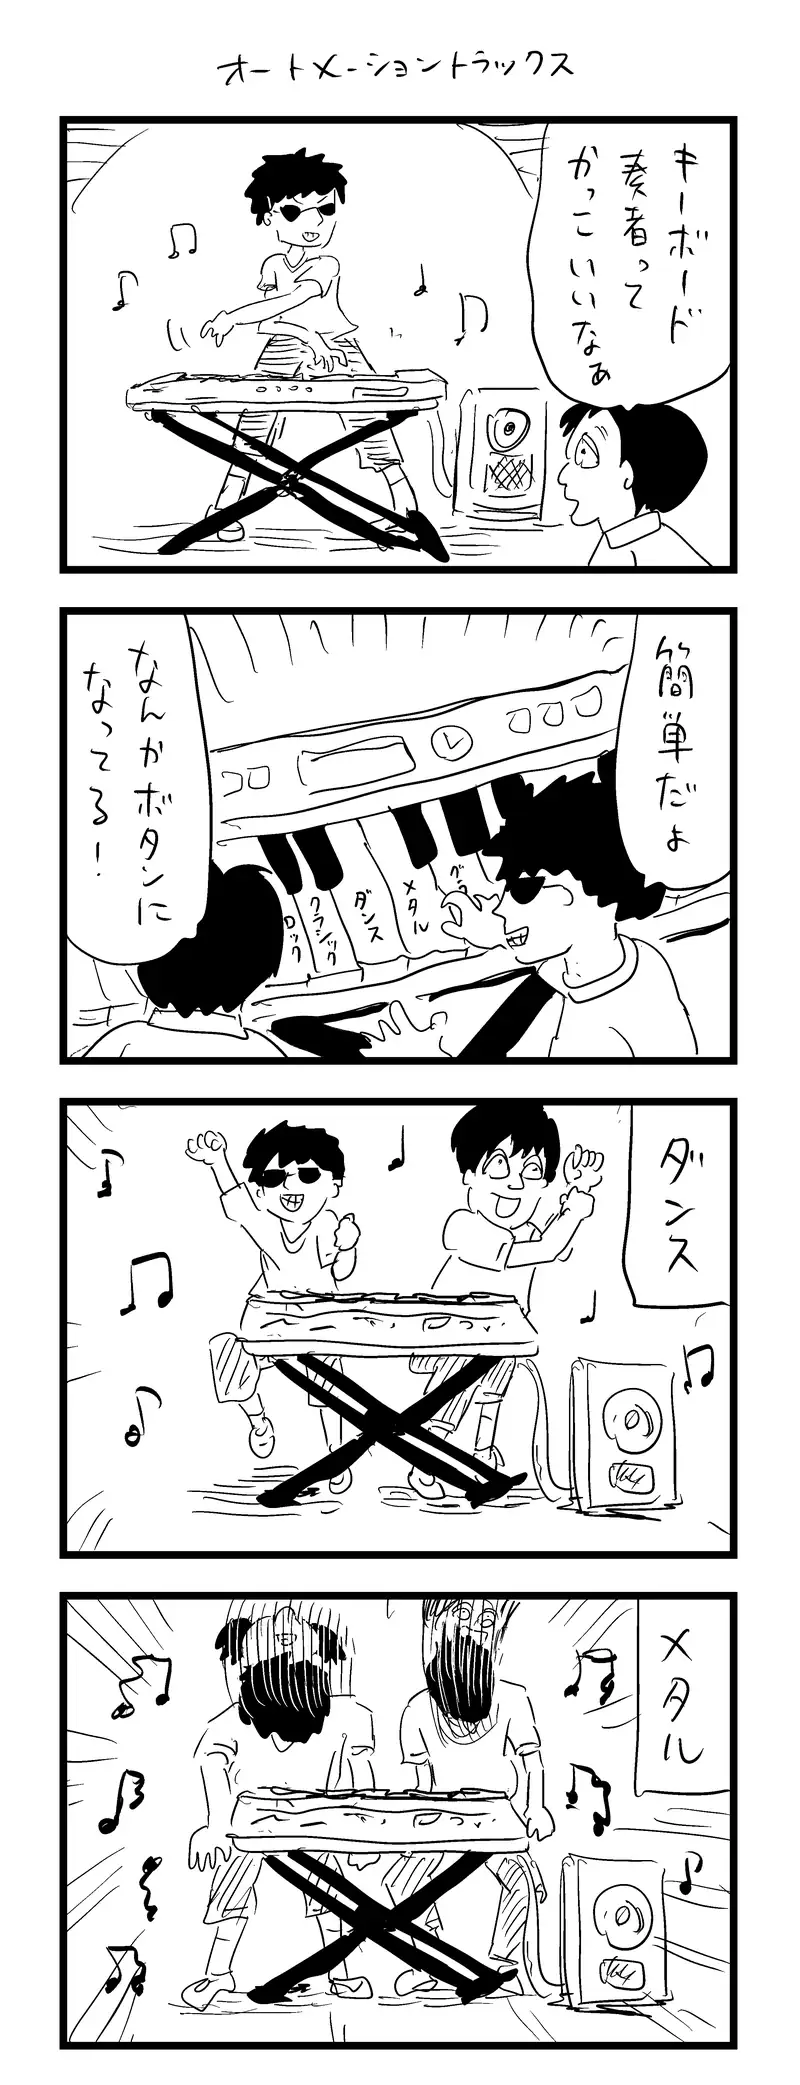 オートメーショントラックス
キーボード
奏者って
かっこいいなぁ
簡単だよ
なんかボタンに
なってる!
ロック
クラシック
ダンス
メタル
ダンス
メタル